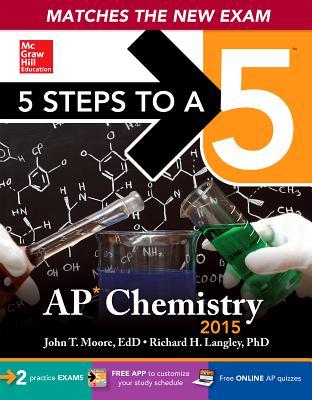 MATCHES THE NEW EXAM
Mc
Graw
Hill
Education
5 STEPS TO A
5
™
AP* Chemistry
2015
John T. Moore, EdD • Richard H. Langley, PhD
2 practice EXAMS
FREE APP to customize
your study schedule
Free ONLINE AP quizzes